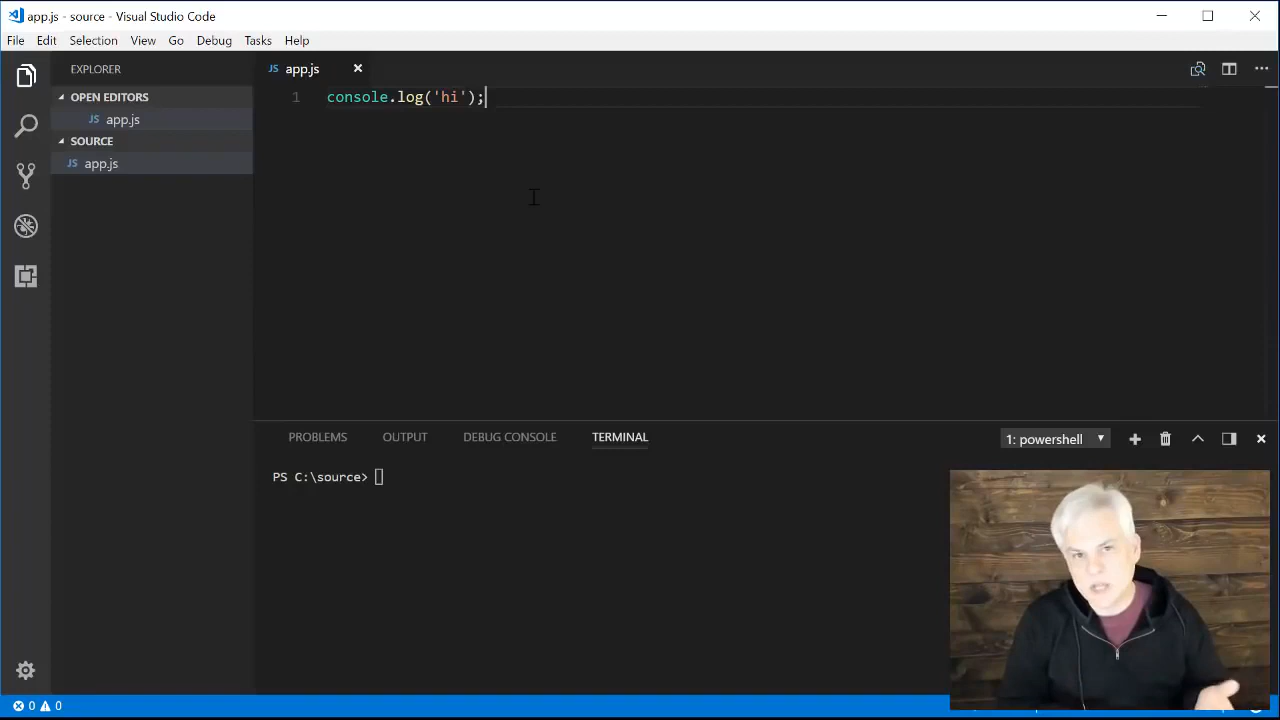 app.js - source - Visual Studio Code
File Edit Selection View Go Debug Tasks Help
EXPLORER
OPEN EDITORS
app.js
SOURCE
JS app.js
JS app.js
1 console.log('hi');
PROBLEMS OUTPUT DEBUG CONSOLE TERMINAL
1: powershell
PS C:\source>
0 0